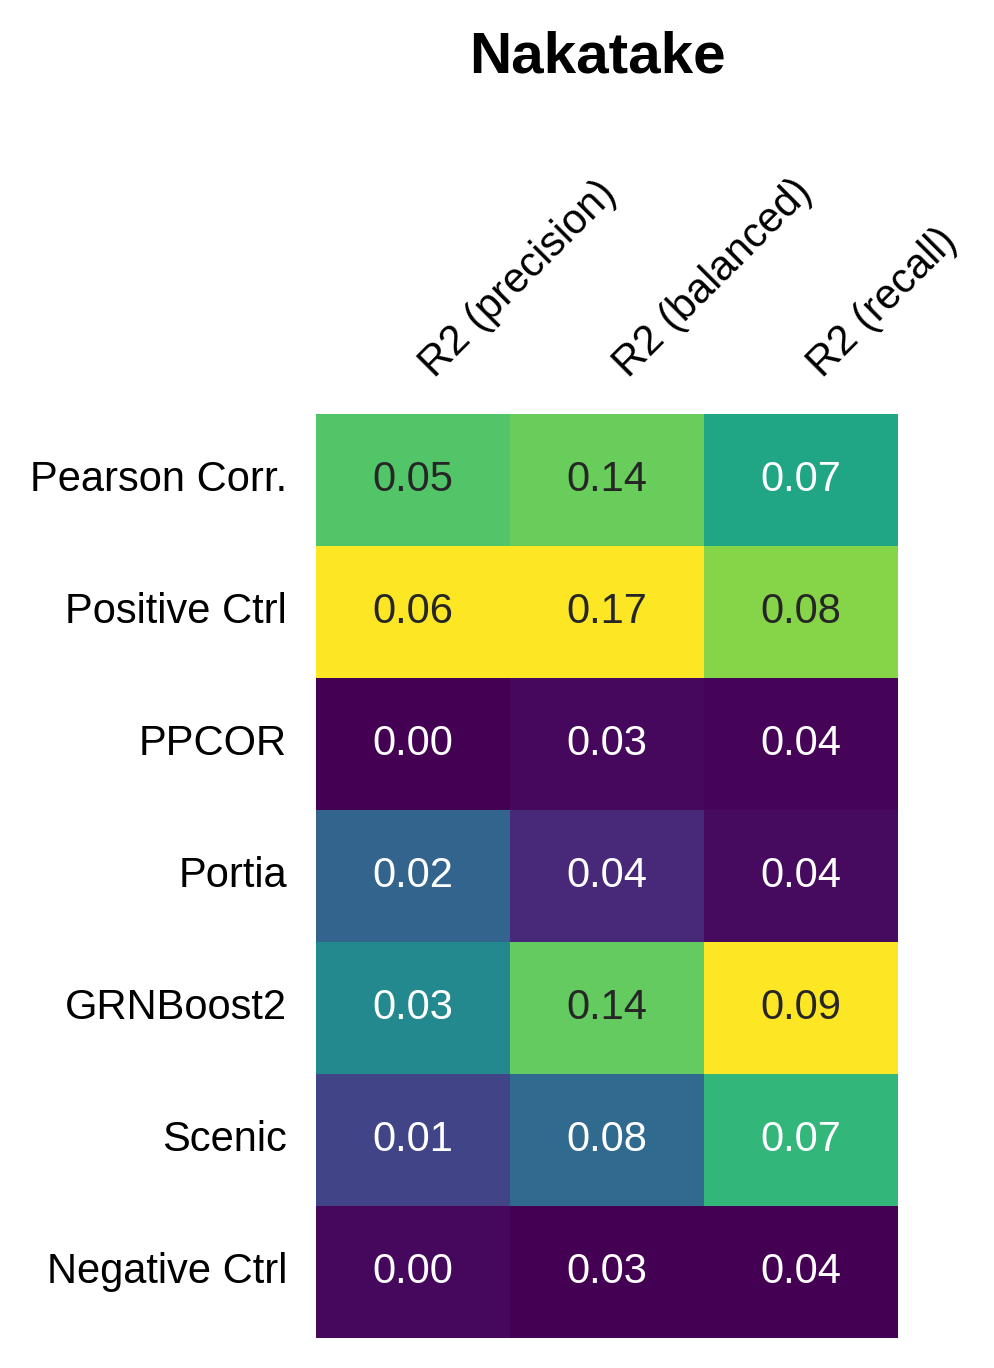 Nakatake
R2 (precision) R2 (balanced) R2 (recall)
Pearson Corr. 0.05 0.14 0.07
Positive Ctrl 0.06 0.17 0.08
PPCOR 0.00 0.03 0.04
Portia 0.02 0.04 0.04
GRNBoost2 0.03 0.14 0.09
Scenic 0.01 0.08 0.07
Negative Ctrl 0.00 0.03 0.04